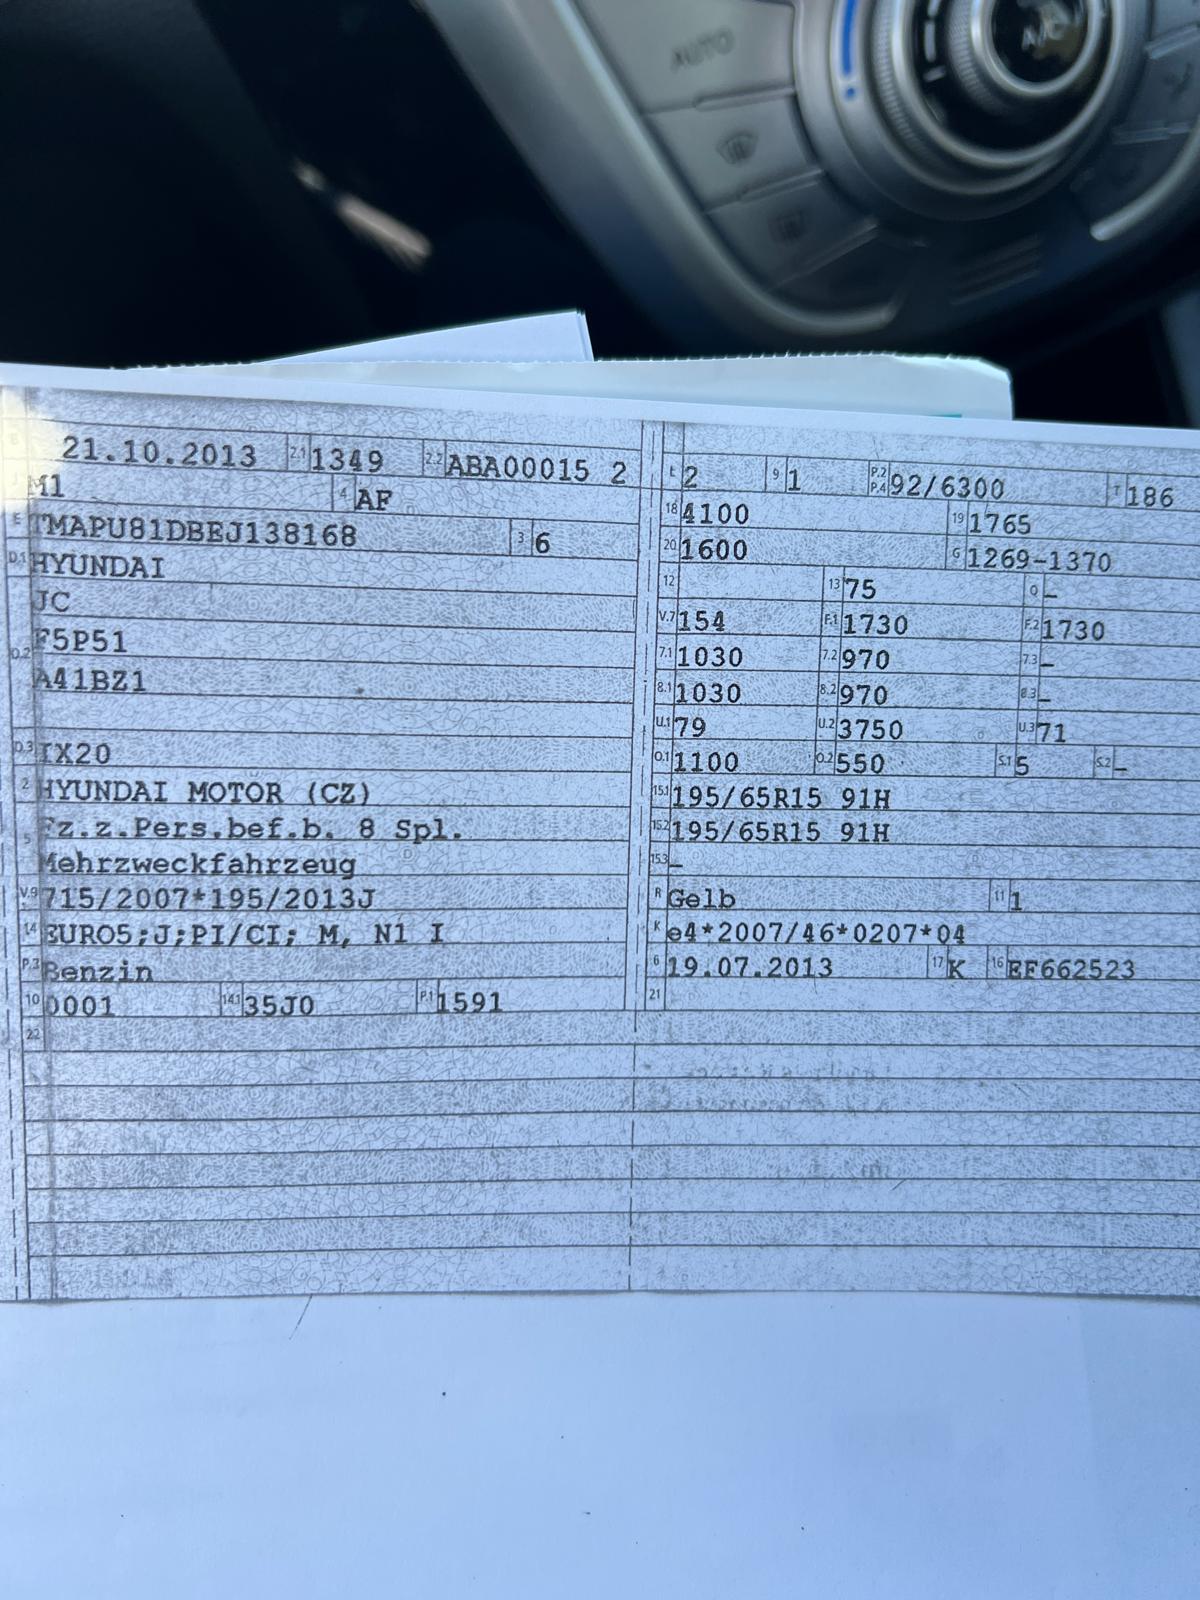 AUTO
A/C
B 21.10.2013 2.1 1349 2.2 ABA00015 2
J M1 4 AF
E TMAPU81DBEJ138168 3 6
D.1 HYUNDAI
JC
D.2 F5P51
A41BZ1
D.3 IX20
2 HYUNDAI MOTOR (CZ)
5 Fz.z.Pers.bef.b. 8 Spl.
Mehrzweckfahrzeug
V.9 715/2007*195/2013J
14 EURO5;J;PI/CI; M, N1 I
P.3 Benzin
10 0001 14.1 35J0 P.1 1591
22
L 2 9 1 P.2 P.4 92/6300 T 186
18 4100 19 1765
20 1600 G 1269-1370
12 13 75 Q –
V.7 154 F.1 1730 F.2 1730
7.1 1030 7.2 970 7.3 –
8.1 1030 8.2 970 8.3 –
U.1 79 U.2 3750 U.3 71
O.1 1100 O.2 550 S.1 5 S.2 –
15.1 195/65R15 91H
15.2 195/65R15 91H
15.3 –
R Gelb 11 1
K e4*2007/46*0207*04
6 19.07.2013 17 K 16 EF662523
21